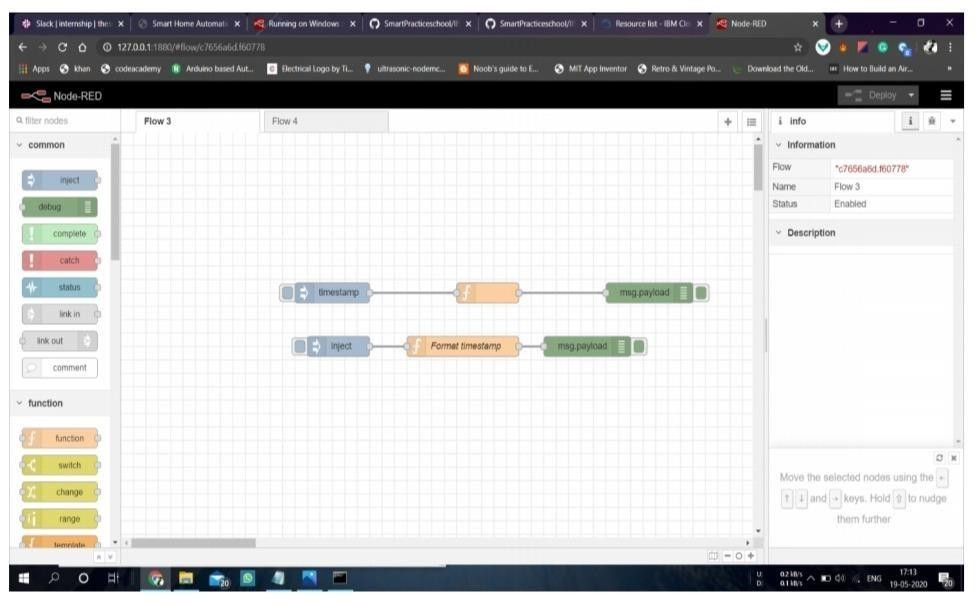 Slack | internship | the
Smart Home Automati
Running on Windows
SmartPracticeschool/
SmartPracticeschool/
Resource list - IBM Clo
Node-RED
127.0.0.1:1880/#flow/c7656a6d.f60778
Apps
khan
codeacademy
Arduino based Aut...
Electrical Logo by Ti...
ultrasonic-nodemc...
Noob's guide to E...
MIT App Inventor
Retro & Vintage Po...
Download the Old...
How to Build an Air...
»
Node-RED
Deploy
filter nodes
Flow 3
Flow 4
i info
common
Information
inject
Flow "c7656a6d.f60778"
debug
Name Flow 3
Status Enabled
complete
Description
catch
status
timestamp
msg.payload
link in
link out
inject
Format timestamp
msg.payload
comment
function
function
switch
Move the selected nodes using the ←
change
↑ ↓ and → keys. Hold ⇧ to nudge
range
them further
template
ENG
17:13
19-05-2020
20
20
U:
D:
0.2 kB/s
0.1 kB/s